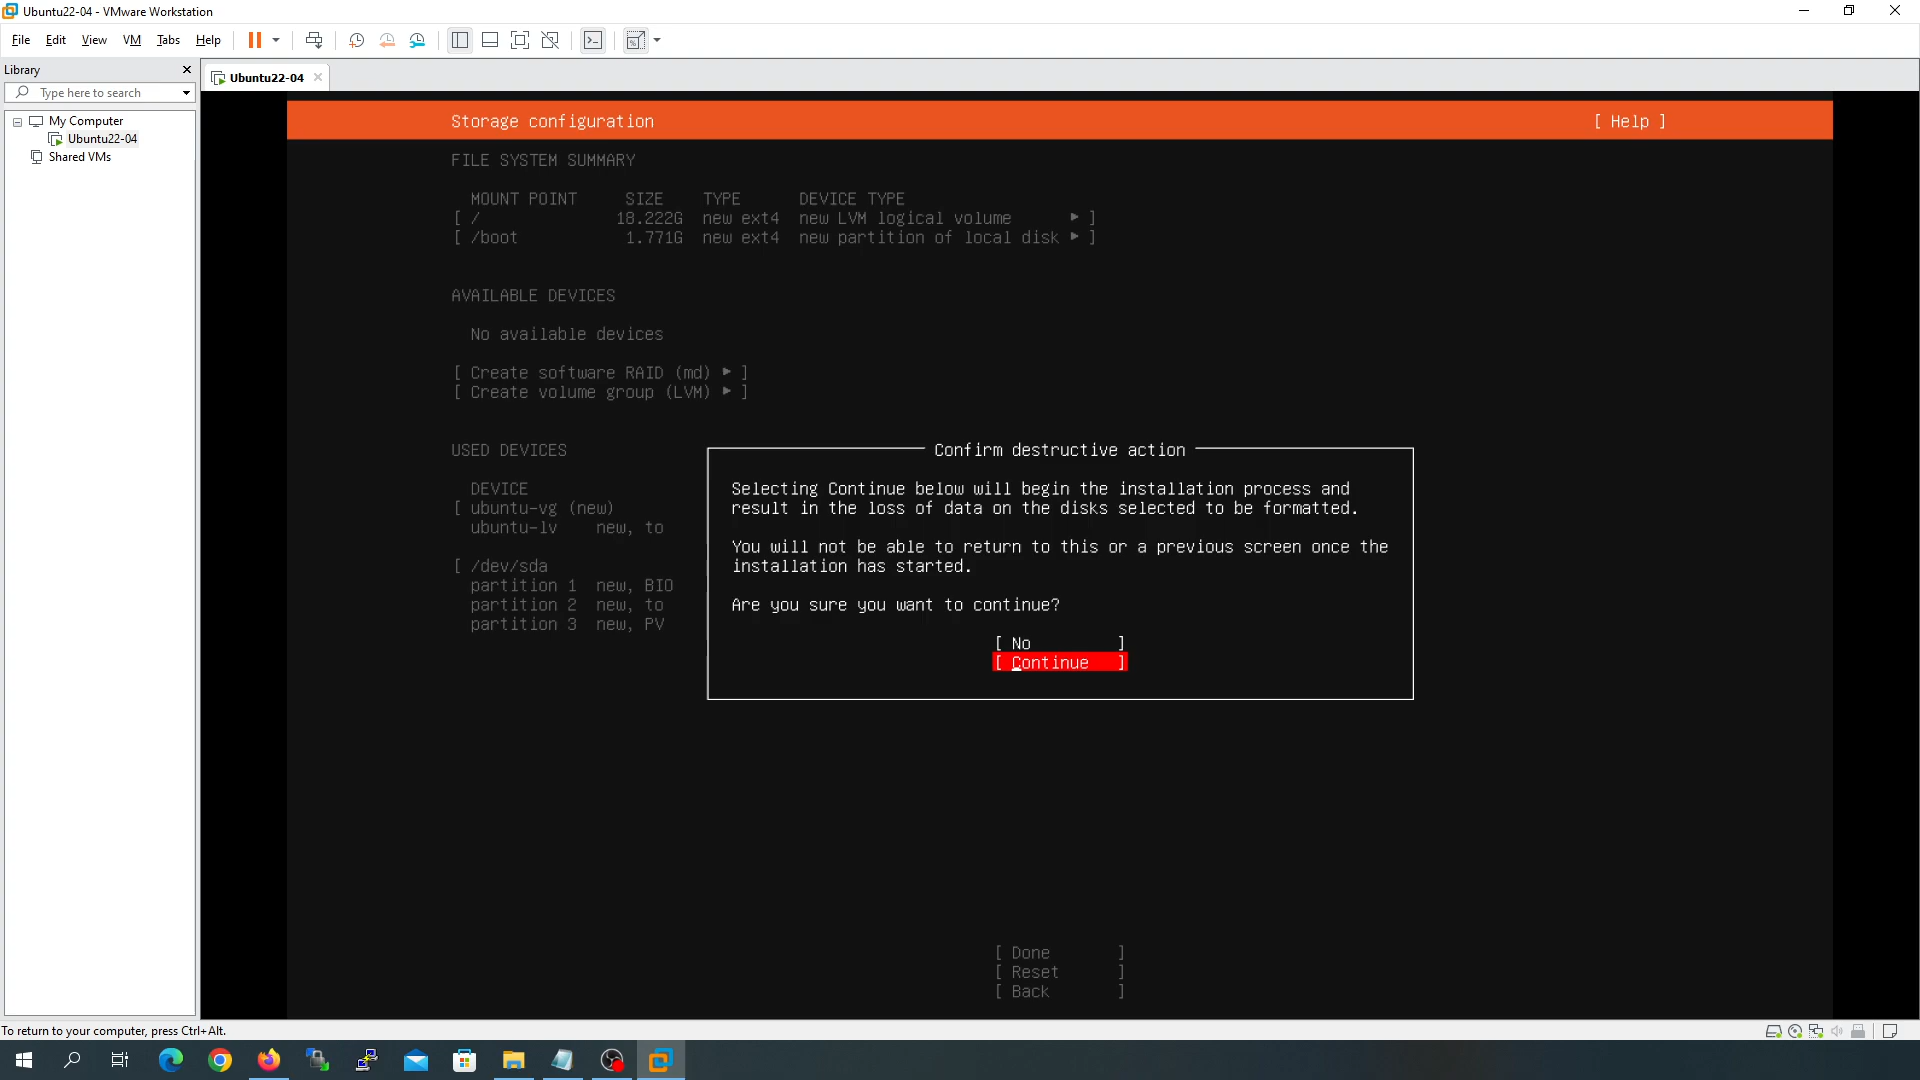 Ubuntu22-04 - VMware Workstation
File Edit View VM Tabs Help
Library
Type here to search
My Computer
Ubuntu22-04
Shared VMs
Ubuntu22-04
Storage configuration [ Help ]
FILE SYSTEM SUMMARY
MOUNT POINT SIZE TYPE DEVICE TYPE
[ / 18.222G new ext4 new LVM logical volume ▸ ]
[ /boot 1.771G new ext4 new partition of local disk ▸ ]
AVAILABLE DEVICES
No available devices
[ Create software RAID (md) ▸ ]
[ Create volume group (LVM) ▸ ]
USED DEVICES
DEVICE
[ ubuntu-vg (new)
ubuntu-lv new, to
[ /dev/sda
partition 1 new, BIO
partition 2 new, to
partition 3 new, PV
Confirm destructive action
Selecting Continue below will begin the installation process and
result in the loss of data on the disks selected to be formatted.
You will not be able to return to this or a previous screen once the
installation has started.
Are you sure you want to continue?
[ No ]
[ Continue ]
[ Done ]
[ Reset ]
[ Back ]
To return to your computer, press Ctrl+Alt.